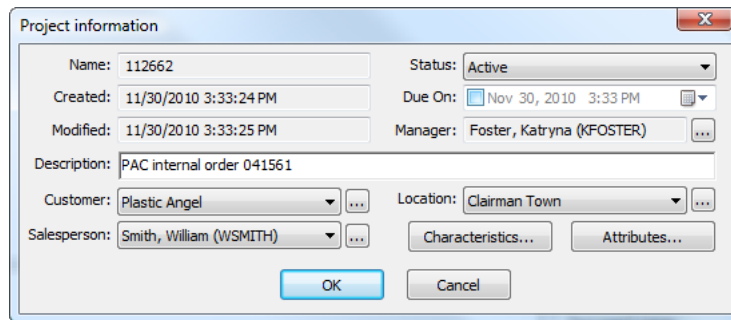 Project information
Name: 112662 Status: Active
Created: 11/30/2010 3:33:24 PM Due On: Nov 30, 2010 3:33 PM
Modified: 11/30/2010 3:33:25 PM Manager: Foster, Katryna (KFOSTER) ...
Description: PAC internal order 041561
Customer: Plastic Angel ... Location: Clairman Town ...
Salesperson: Smith, William (WSMITH) ... Characteristics... Attributes...
OK Cancel